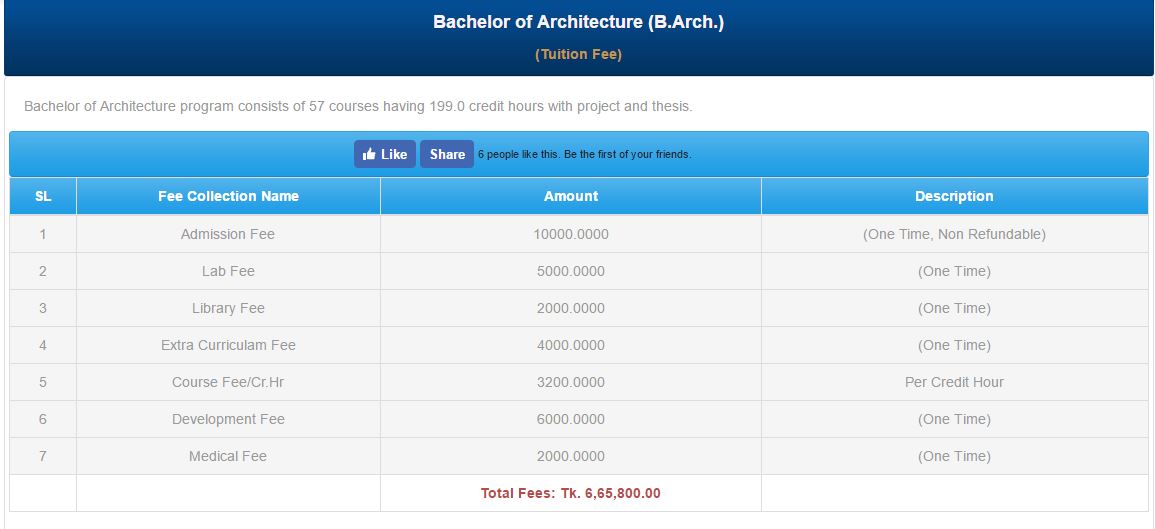 Bachelor of Architecture (B.Arch.)
(Tuition Fee)
Bachelor of Architecture program consists of 57 courses having 199.0 credit hours with project and thesis.
Like Share 6 people like this. Be the first of your friends.
SL Fee Collection Name Amount Description
1 Admission Fee 10000.0000 (One Time, Non Refundable)
2 Lab Fee 5000.0000 (One Time)
3 Library Fee 2000.0000 (One Time)
4 Extra Curriculam Fee 4000.0000 (One Time)
5 Course Fee/Cr.Hr 3200.0000 Per Credit Hour
6 Development Fee 6000.0000 (One Time)
7 Medical Fee 2000.0000 (One Time)
Total Fees: Tk. 6,65,800.00